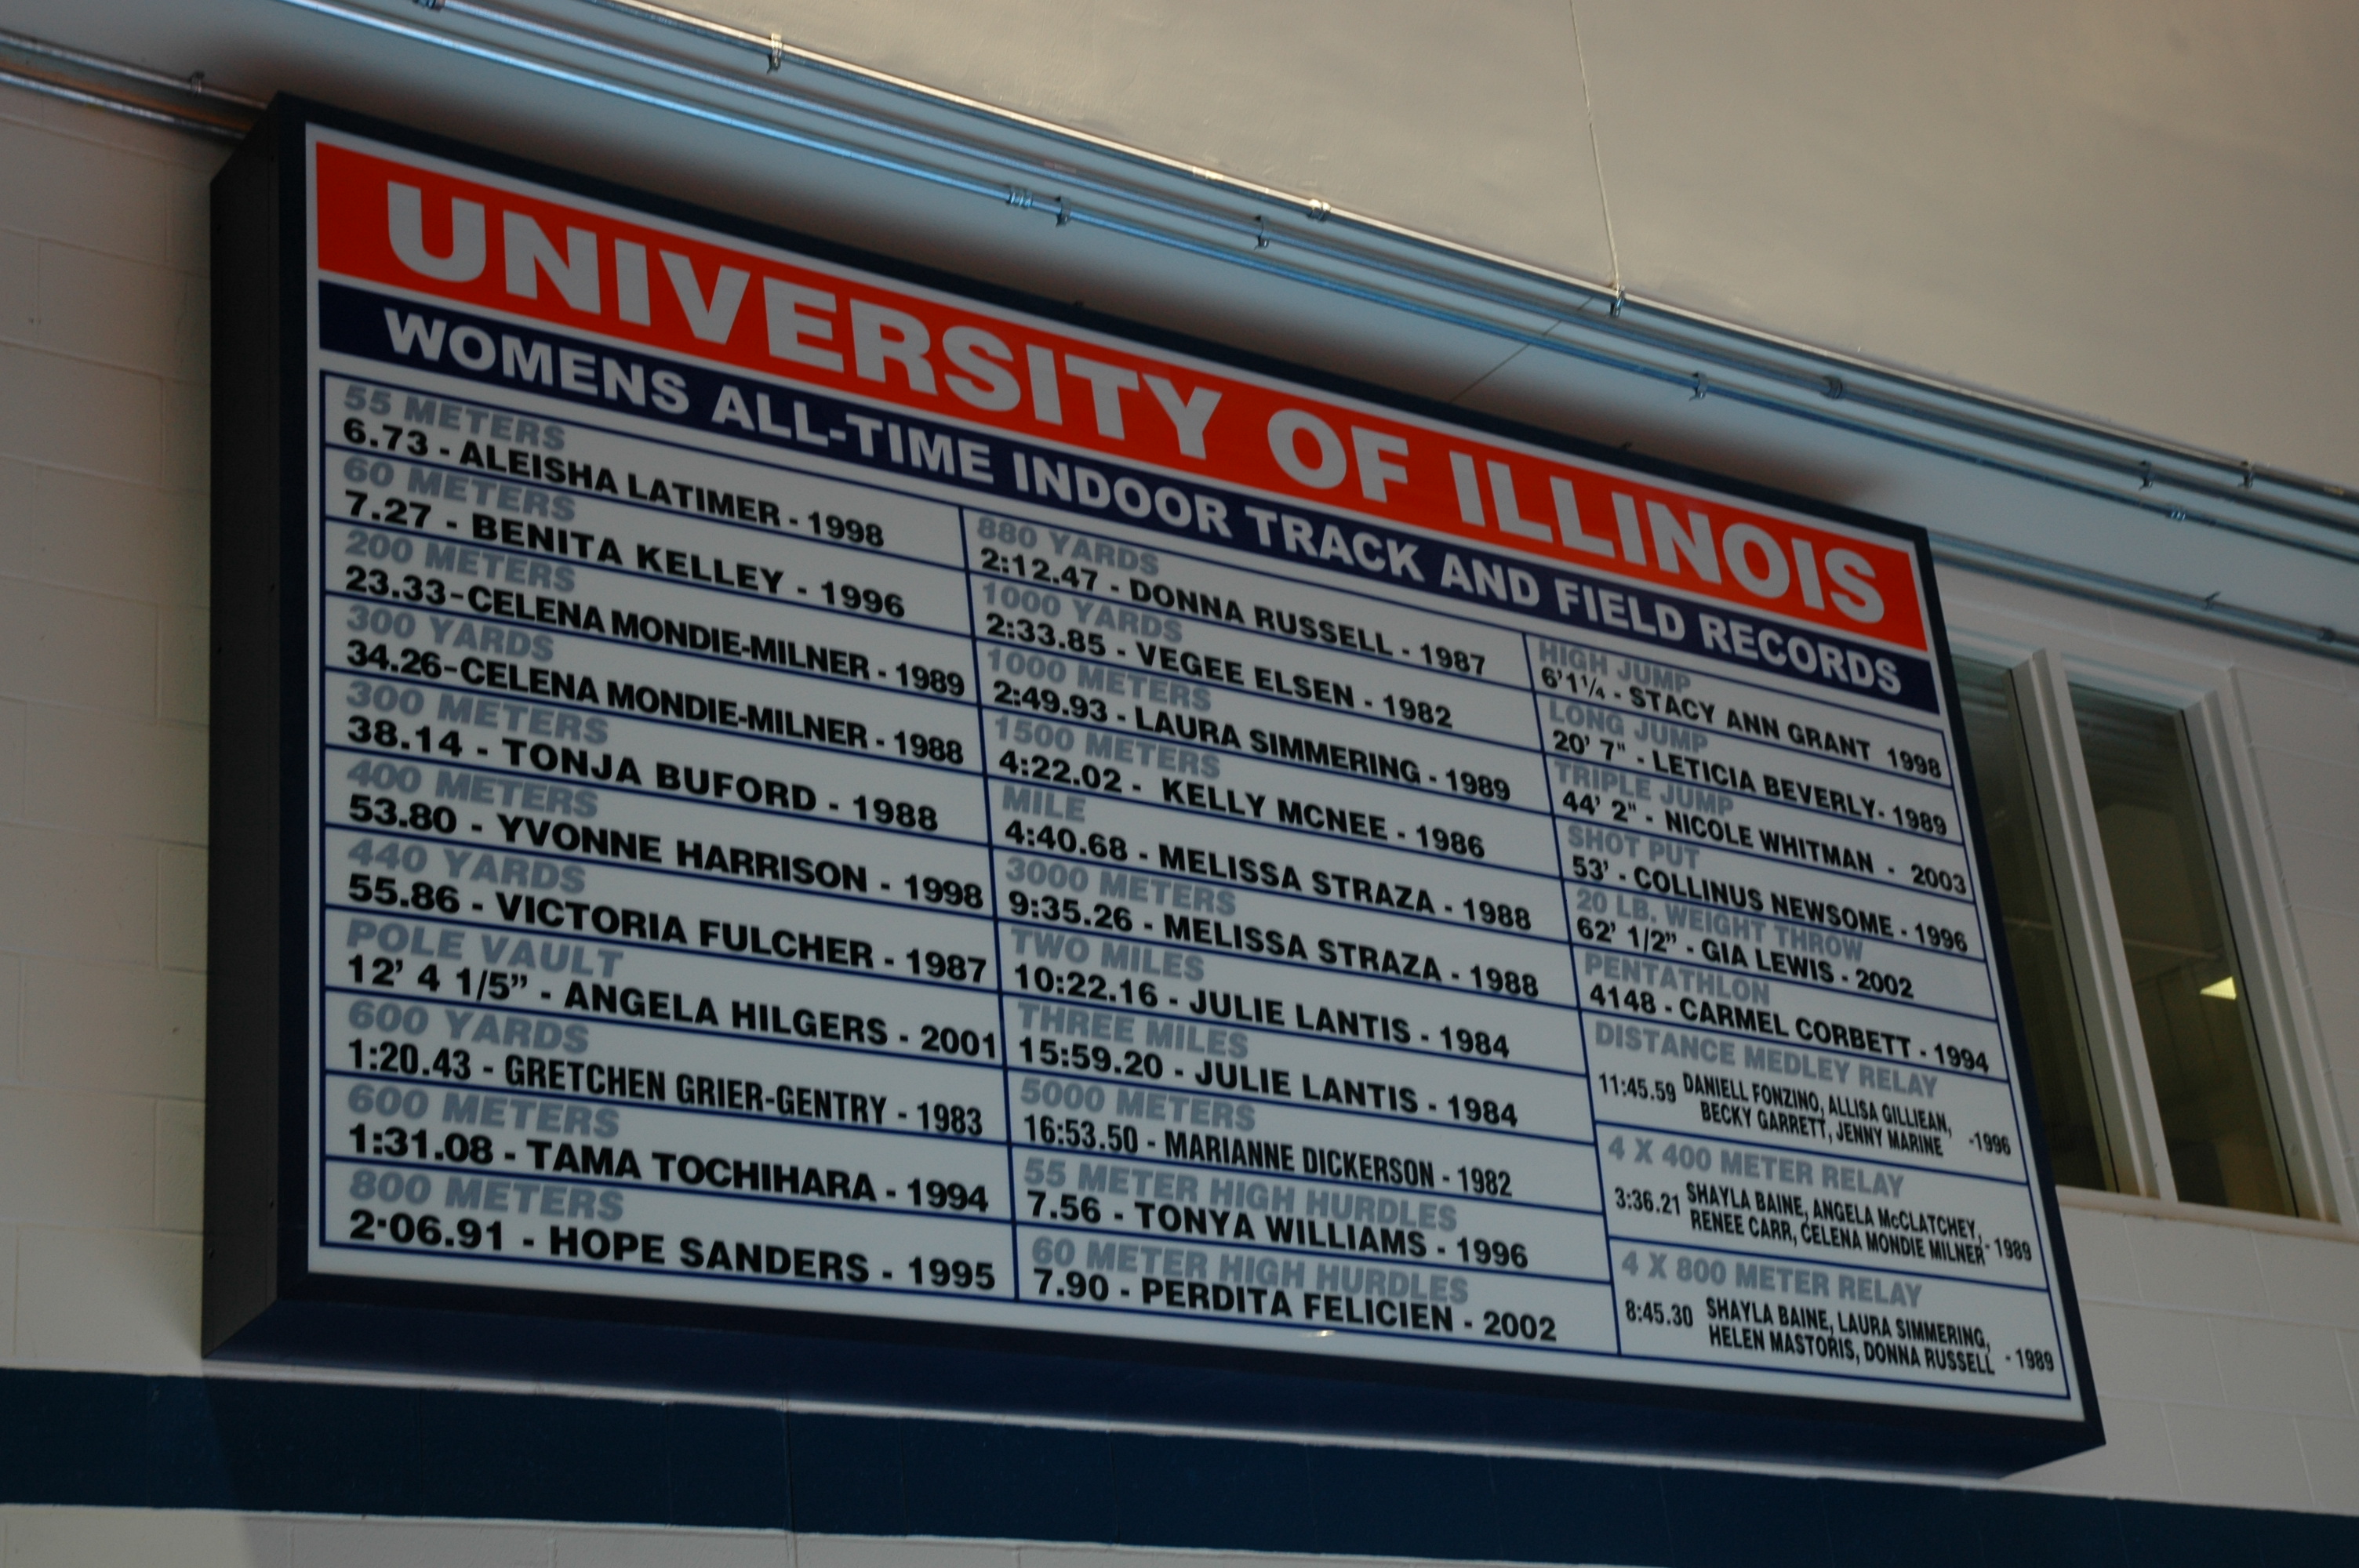 UNIVERSITY OF ILLINOIS
WOMENS ALL-TIME INDOOR TRACK AND FIELD RECORDS
55 METERS
6.73 - ALEISHA LATIMER - 1998
60 METERS
7.27 - BENITA KELLEY - 1996
200 METERS
23.33-CELENA MONDIE-MILNER - 1989
300 YARDS
34.26-CELENA MONDIE-MILNER - 1988
300 METERS
38.14 - TONJA BUFORD - 1988
400 METERS
53.80 - YVONNE HARRISON - 1998
440 YARDS
55.86 - VICTORIA FULCHER - 1987
POLE VAULT
12’ 4 1/5” - ANGELA HILGERS - 2001
600 YARDS
1:20.43 - GRETCHEN GRIER-GENTRY - 1983
600 METERS
1:31.08 - TAMA TOCHIHARA - 1994
800 METERS
2·06.91 - HOPE SANDERS - 1995
880 YARDS
2:12.47 - DONNA RUSSELL - 1987
1000 YARDS
2:33.85 - VEGEE ELSEN - 1982
1000 METERS
2:49.93 - LAURA SIMMERING - 1989
1500 METERS
4:22.02 - KELLY MCNEE - 1986
MILE
4:40.68 - MELISSA STRAZA - 1988
3000 METERS
9:35.26 - MELISSA STRAZA - 1988
TWO MILES
10:22.16 - JULIE LANTIS - 1984
THREE MILES
15:59.20 - JULIE LANTIS - 1984
5000 METERS
16:53.50 - MARIANNE DICKERSON - 1982
55 METER HIGH HURDLES
7.56 - TONYA WILLIAMS - 1996
60 METER HIGH HURDLES
7.90 - PERDITA FELICIEN - 2002
HIGH JUMP
6'1¼ - STACY ANN GRANT 1998
LONG JUMP
20' 7" - LETICIA BEVERLY- 1989
TRIPLE JUMP
44' 2" - NICOLE WHITMAN - 2003
SHOT PUT
53' - COLLINUS NEWSOME - 1996
20 LB. WEIGHT THROW
62’ 1/2” - GIA LEWIS - 2002
PENTATHLON
4148 - CARMEL CORBETT - 1994
DISTANCE MEDLEY RELAY
11:45.59 DANIELL FONZINO, ALLISA GILLIEAN,
BECKY GARRETT, JENNY MARINE -1996
4 X 400 METER RELAY
3:36.21 SHAYLA BAINE, ANGELA McCLATCHEY,
RENEE CARR, CELENA MONDIE MILNER - 1989
4 X 800 METER RELAY
8:45.30 SHAYLA BAINE, LAURA SIMMERING,
HELEN MASTORIS, DONNA RUSSELL - 1989